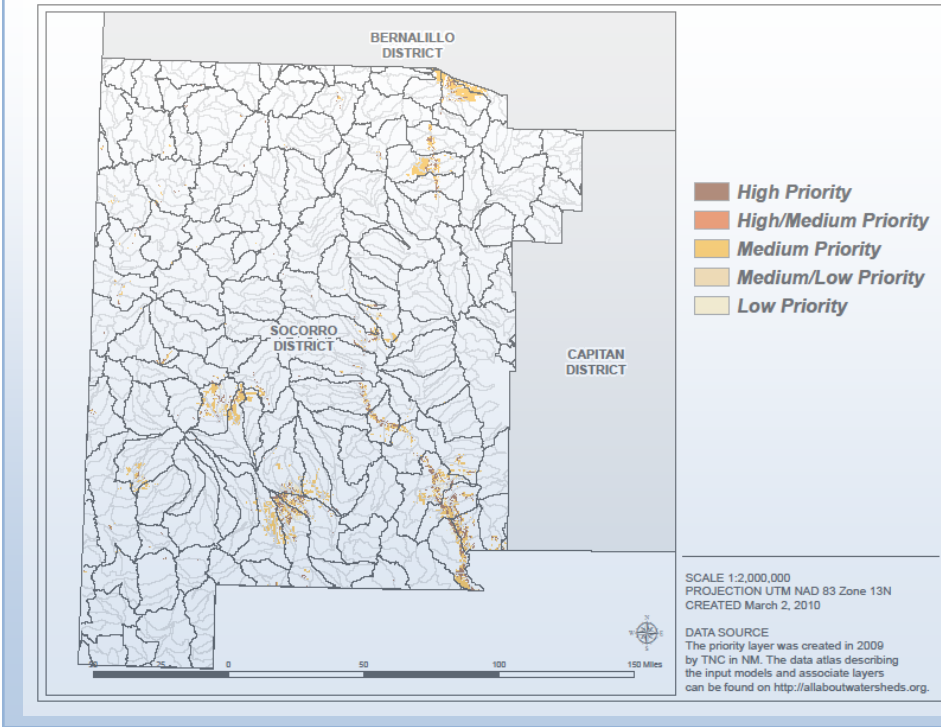 BERNALILLO
DISTRICT
SOCORRO
DISTRICT
CAPITAN
DISTRICT
High Priority
High/Medium Priority
Medium Priority
Medium/Low Priority
Low Priority
SCALE 1:2,000,000
PROJECTION UTM NAD 83 Zone 13N
CREATED March 2, 2010
DATA SOURCE
The priority layer was created in 2009
by TNC in NM. The data atlas describing
the input models and associate layers
can be found on http://allaboutwatersheds.org.
25 0 50 100 150 Miles